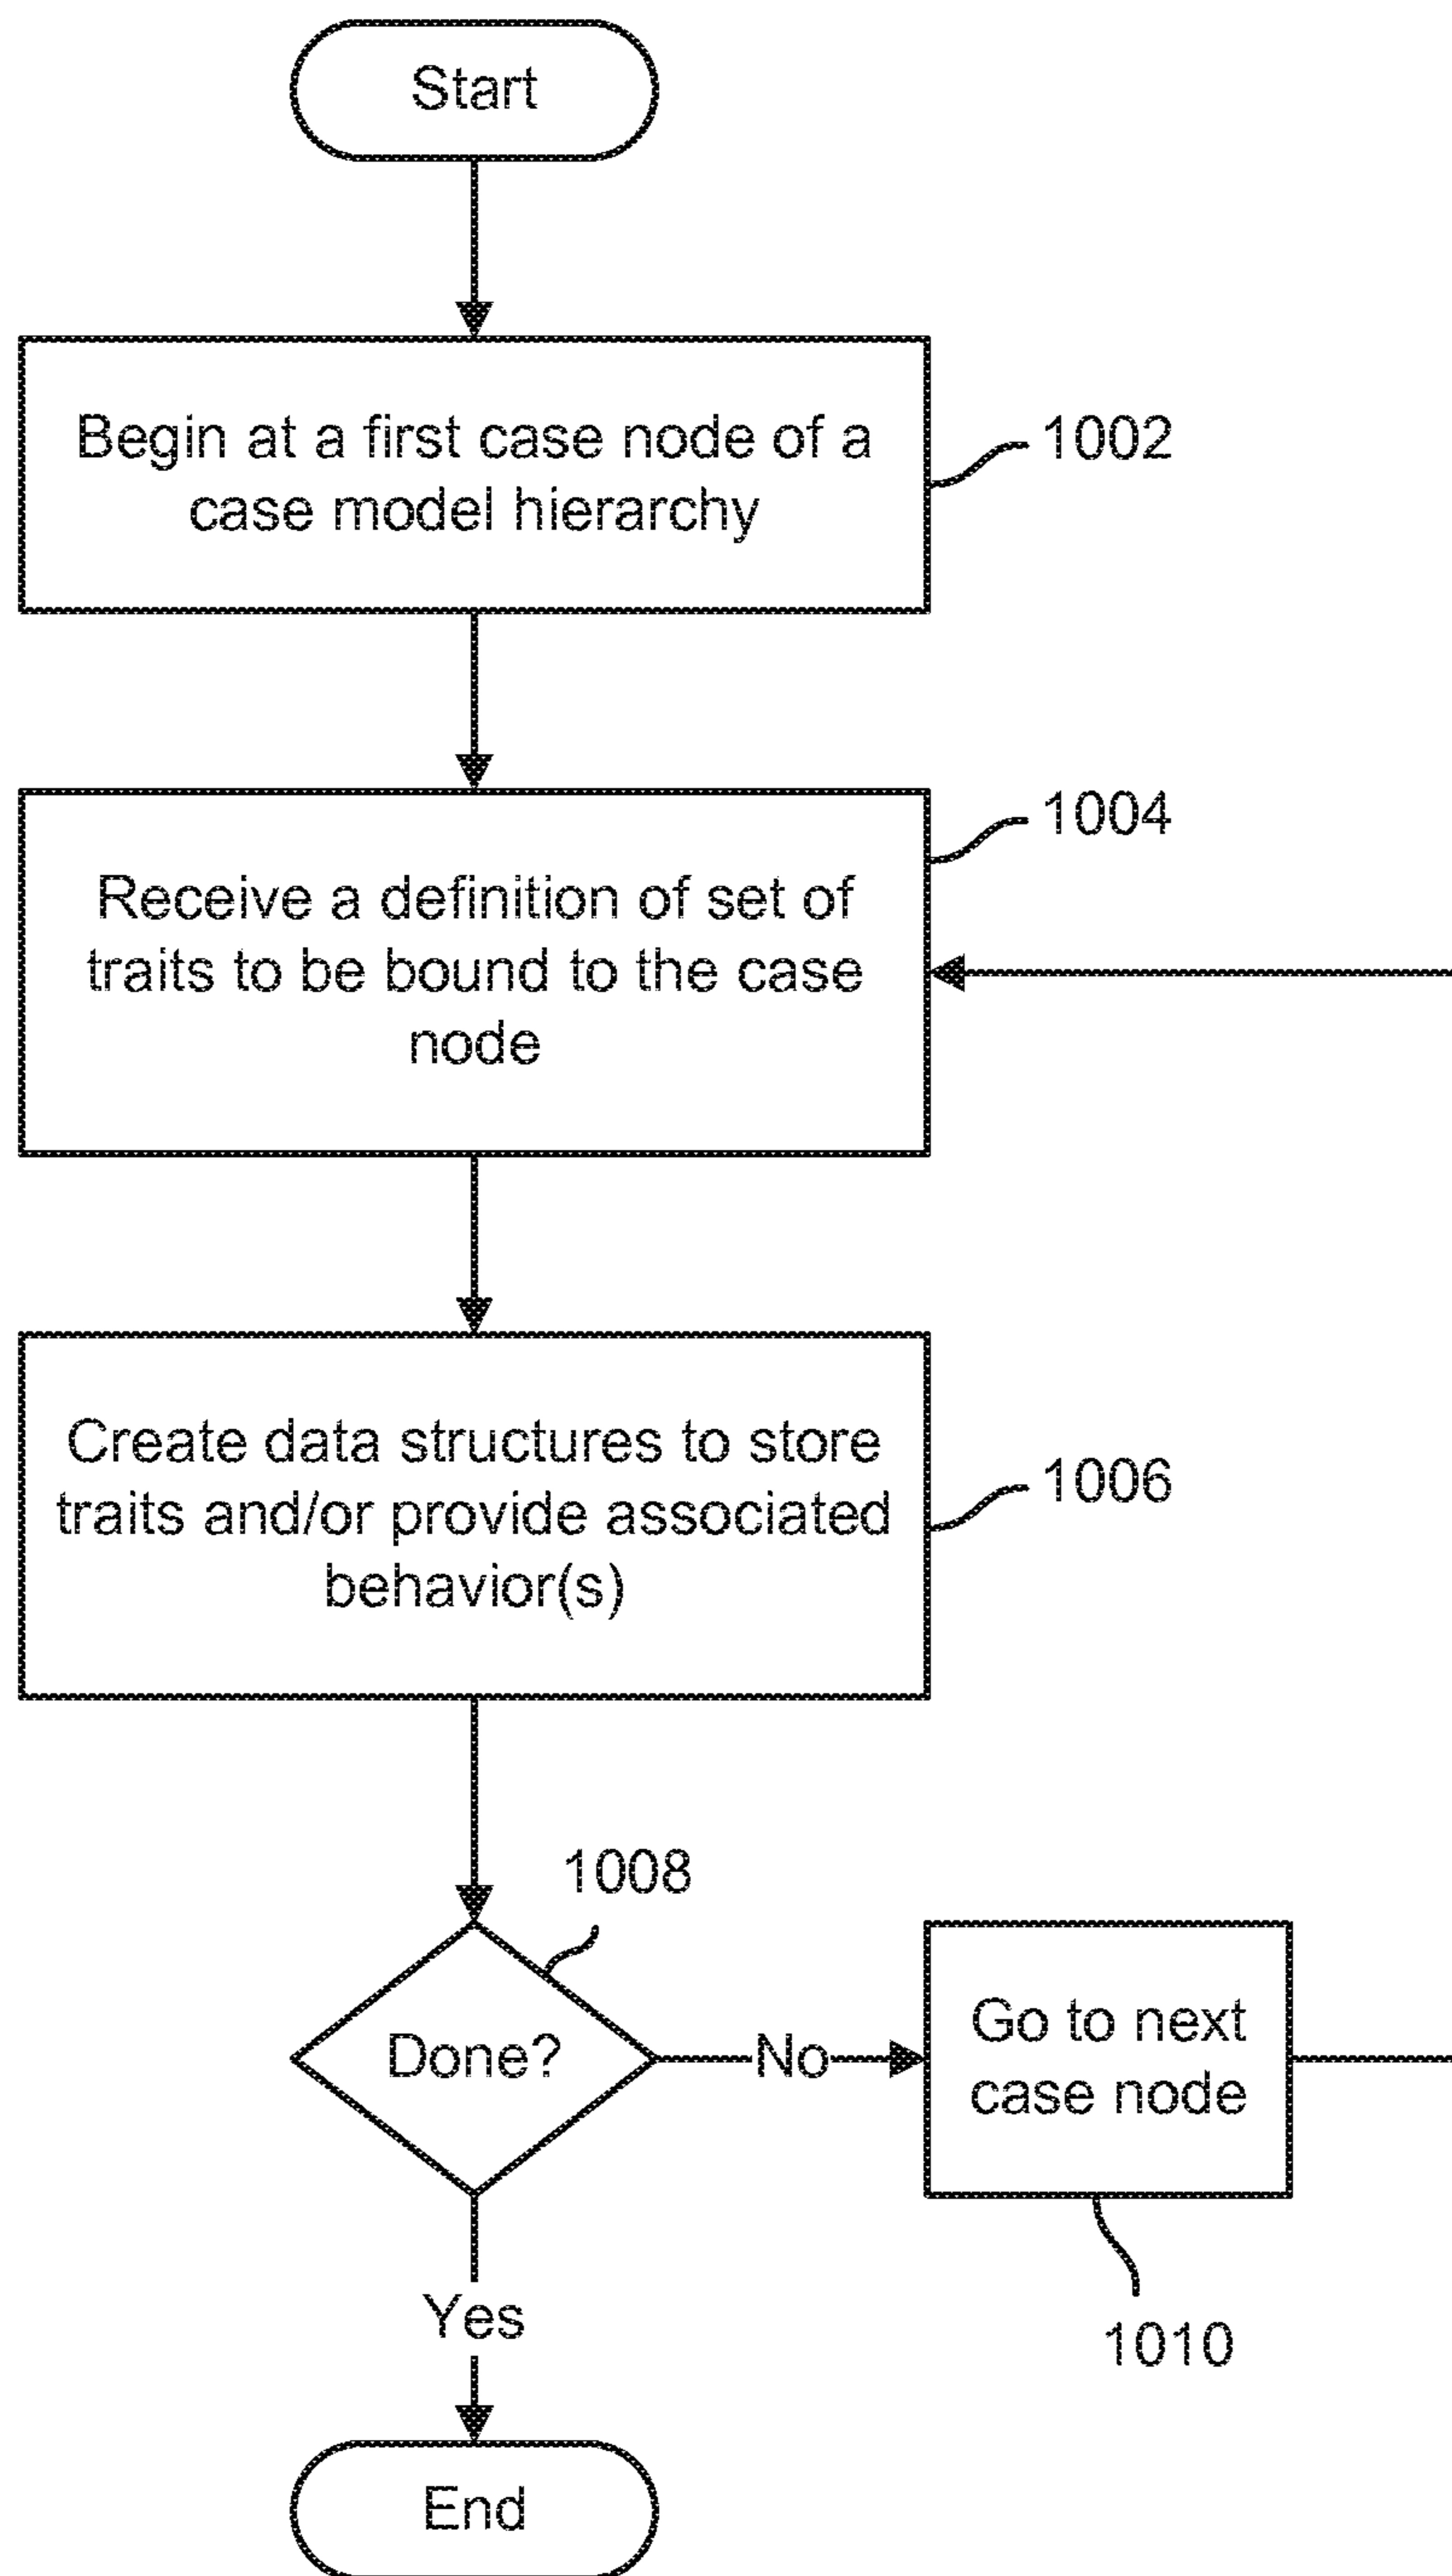 Start
Begin at a first case node of a
case model hierarchy
1002
1004
Receive a definition of set of
traits to be bound to the case
node
Create data structures to store
traits and/or provide associated
behavior(s)
1006
1008
Done?
No
Go to next
case node
Yes
1010
End